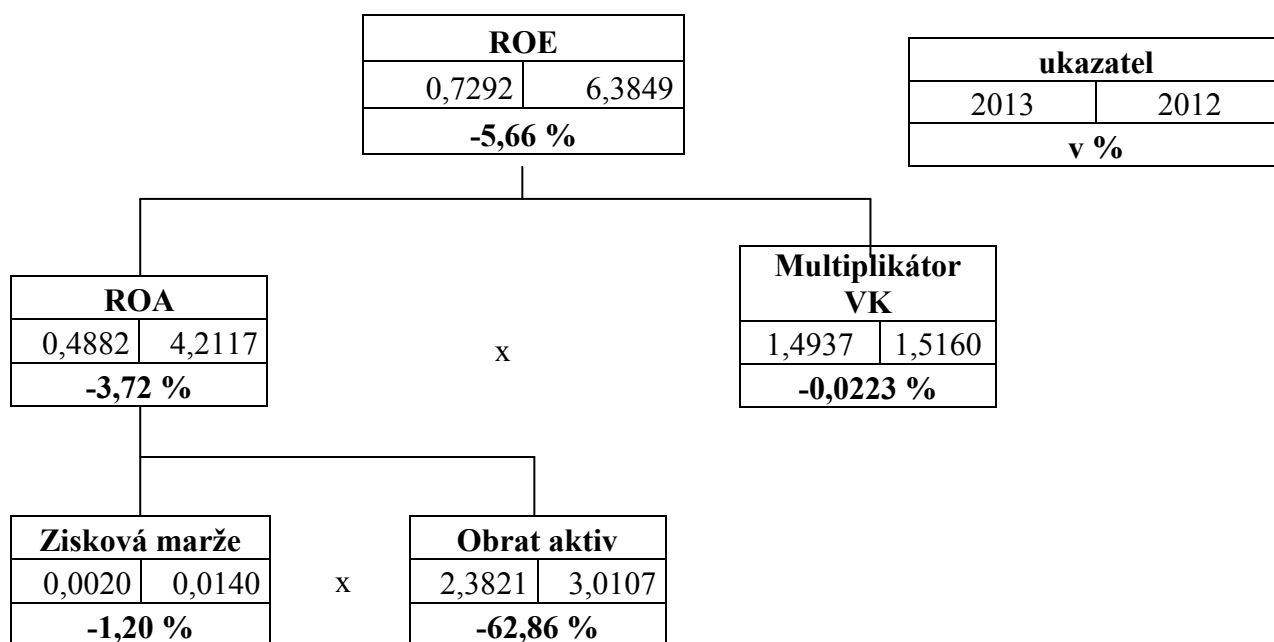 ROE
0,7292 6,3849
-5,66 %
ukazatel
2013 2012
v %
ROA
0,4882 4,2117
-3,72 %
x
Multiplikátor
VK
1,4937 1,5160
-0,0223 %
Zisková marže
0,0020 0,0140
-1,20 %
x
Obrat aktiv
2,3821 3,0107
-62,86 %